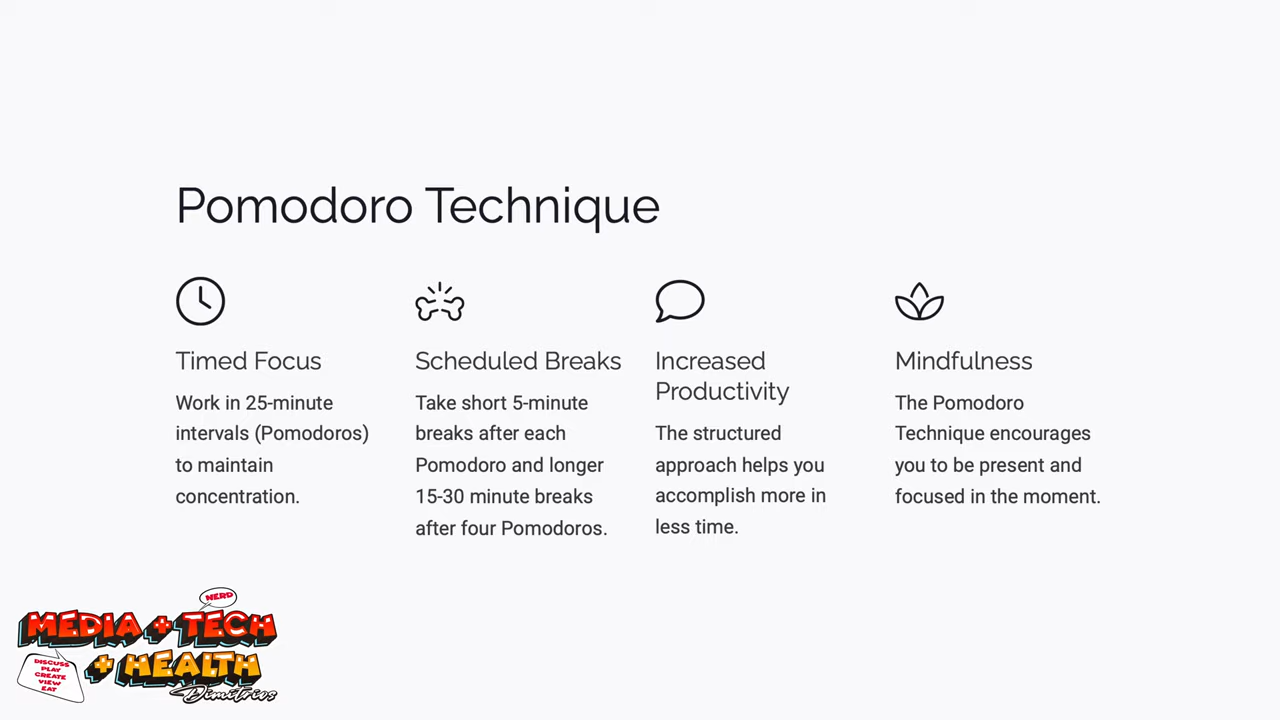 Pomodoro Technique
Timed Focus
Work in 25-minute
intervals (Pomodoros)
to maintain
concentration.
Scheduled Breaks
Take short 5-minute
breaks after each
Pomodoro and longer
15-30 minute breaks
after four Pomodoros.
Increased
Productivity
The structured
approach helps you
accomplish more in
less time.
Mindfulness
The Pomodoro
Technique encourages
you to be present and
focused in the moment.
NERD
MEDIA + TECH
+ HEALTH
DISCUSS
PLAY
CREATE
VIEW
EAT
Dimitrios